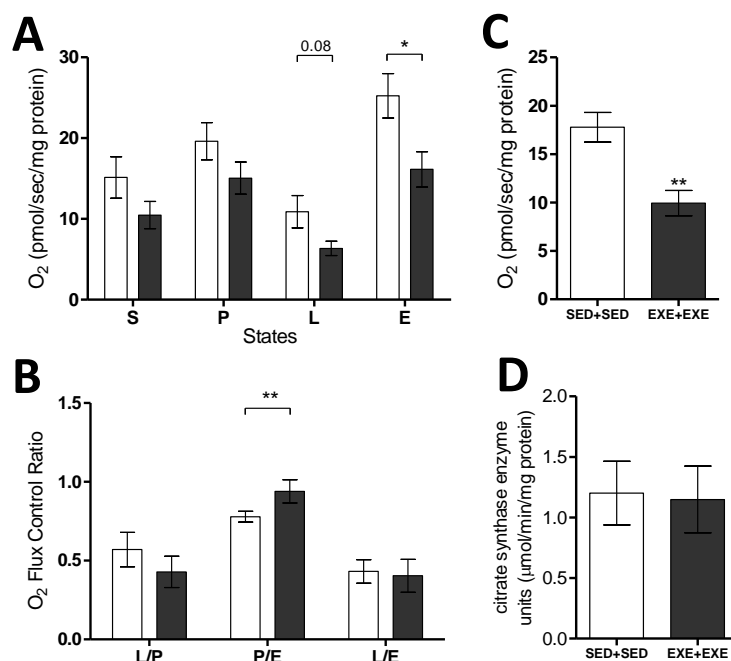 A
O₂ (pmol/sec/mg protein)
30
20
10
0
0.08
*
S P L E
States
B
O₂ Flux Control Ratio
1.5
1.0
0.5
0.0
**
L/P P/E L/E
C
O₂ (pmol/sec/mg protein)
25
20
15
10
5
0
**
SED+SED EXE+EXE
D
citrate synthase enzyme
units (μmol/min/mg protein)
2.0
1.5
1.0
0.5
0.0
SED+SED EXE+EXE